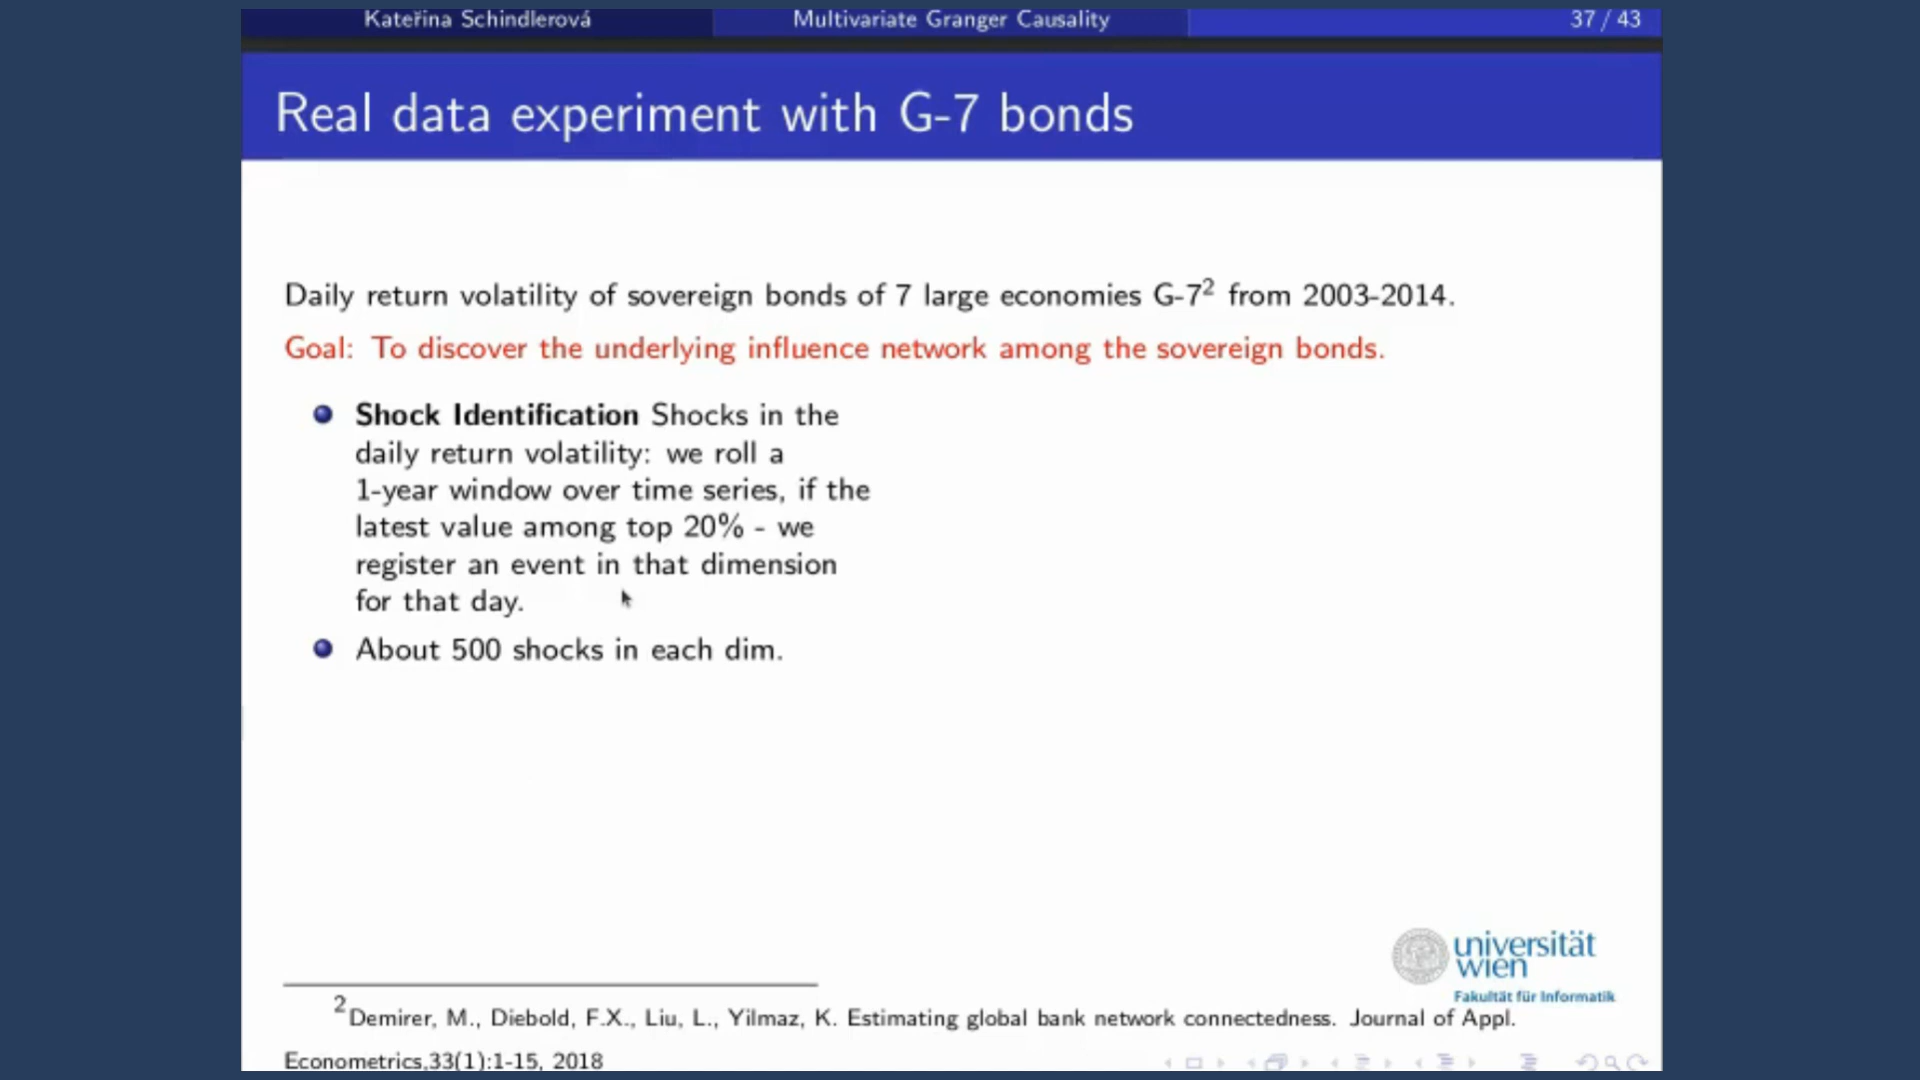 Kateřina Schindlerová Multivariate Granger Causality 37 / 43
Real data experiment with G-7 bonds
Daily return volatility of sovereign bonds of 7 large economies G-7² from 2003-2014.
Goal: To discover the underlying influence network among the sovereign bonds.
Shock Identification Shocks in the
daily return volatility: we roll a
1-year window over time series, if the
latest value among top 20% - we
register an event in that dimension
for that day.
About 500 shocks in each dim.
universität
wien
Fakultät für Informatik
²Demirer, M., Diebold, F.X., Liu, L., Yilmaz, K. Estimating global bank network connectedness. Journal of Appl.
Econometrics,33(1):1-15, 2018